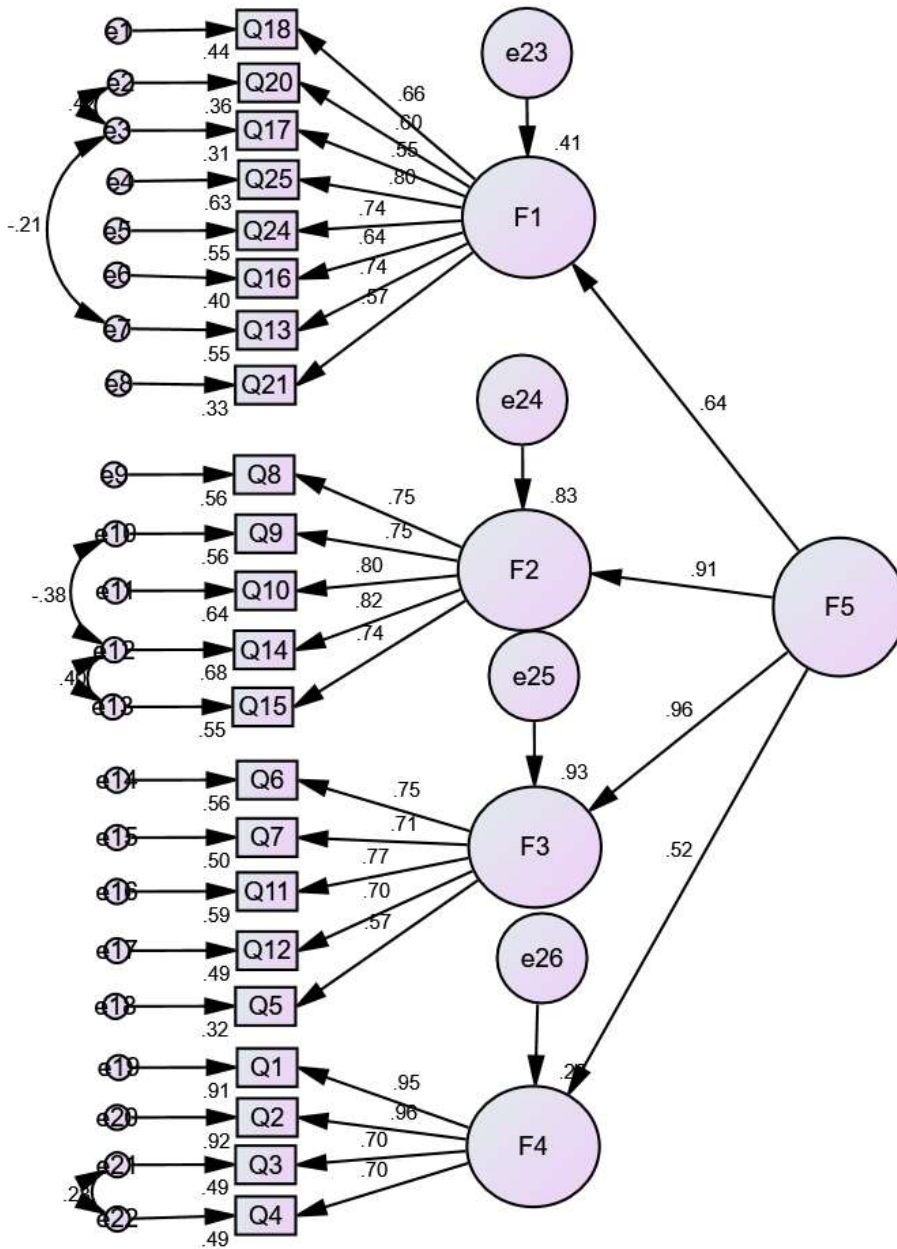 e1 Q18 .44
e2 Q20 .36
e3 Q17 .31
e4 Q25 .63
e5 Q24 .55
e6 Q16 .40
e7 Q13 .55
e8 Q21 .33
-.21
.66
.60
.55
.80
.74
.64
.74
.57
e23
.41
F1
e9 Q8 .56
e10 Q9 .56
e11 Q10 .64
e12 Q14 .68
e13 Q15 .55
-.38
.75
.75
.80
.82
.74
e24
.83
F2
e14 Q6 .56
e15 Q7 .50
e16 Q11 .59
e17 Q12 .49
e18 Q5 .32
.75
.71
.77
.70
.57
e25
.93
F3
e19 Q1 .91
e20 Q2 .92
e21 Q3 .49
e22 Q4 .49
.95
.96
.70
.70
e26
F4
.64
.91
.96
.52
F5